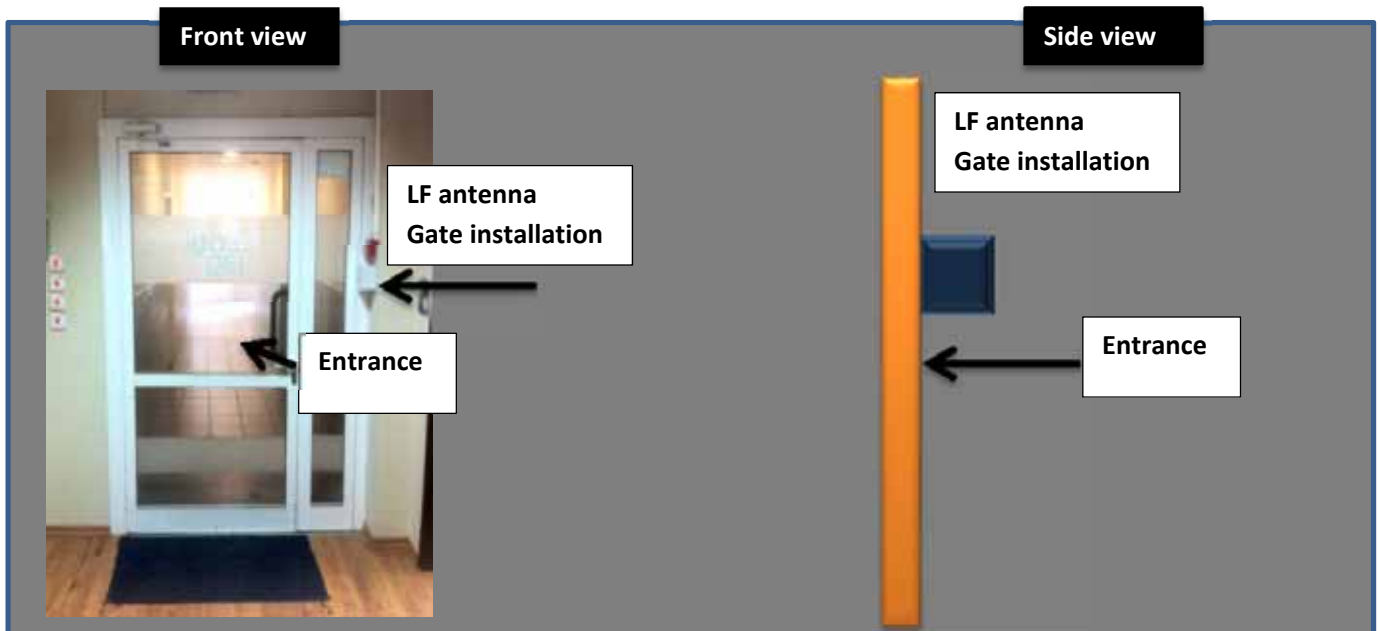 Front view
Side view
LF antenna
Gate installation
Entrance
LF antenna
Gate installation
Entrance